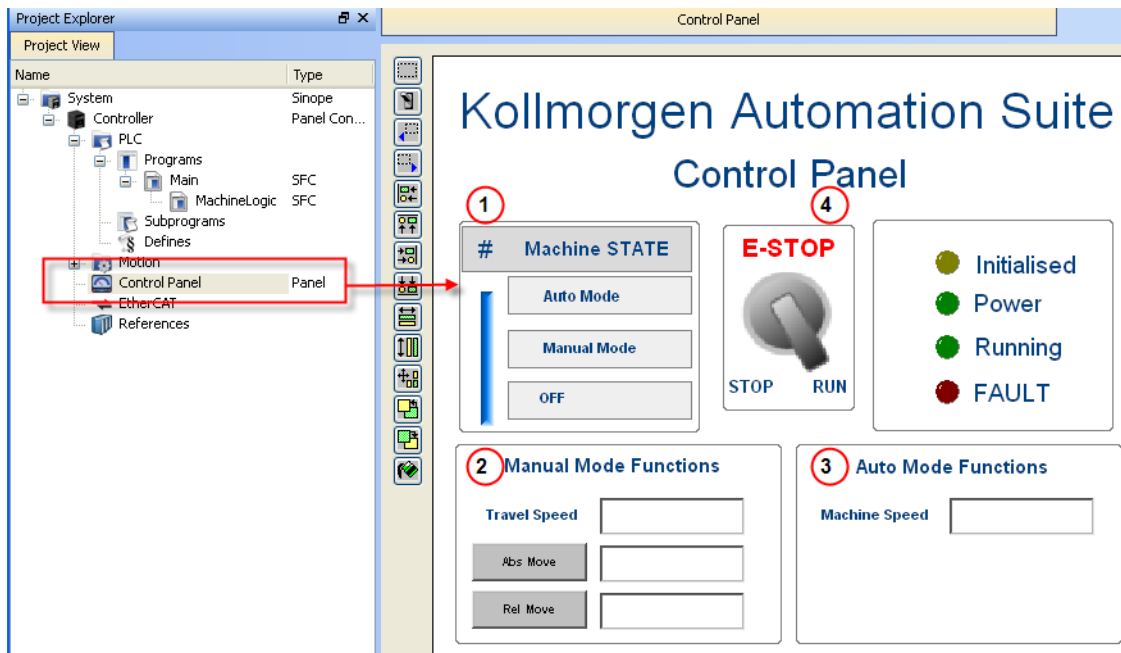 Project Explorer
Project View
Name Type
System Sinope
Controller Panel Con...
PLC
Programs
Main SFC
MachineLogic SFC
Subprograms
Defines
Motion
Control Panel Panel
EtherCAT
References
Control Panel
Kollmorgen Automation Suite
Control Panel
1
# Machine STATE
Auto Mode
Manual Mode
OFF
4
E-STOP
STOP RUN
Initialised
Power
Running
FAULT
2 Manual Mode Functions
Travel Speed
Abs Move
Rel Move
3 Auto Mode Functions
Machine Speed